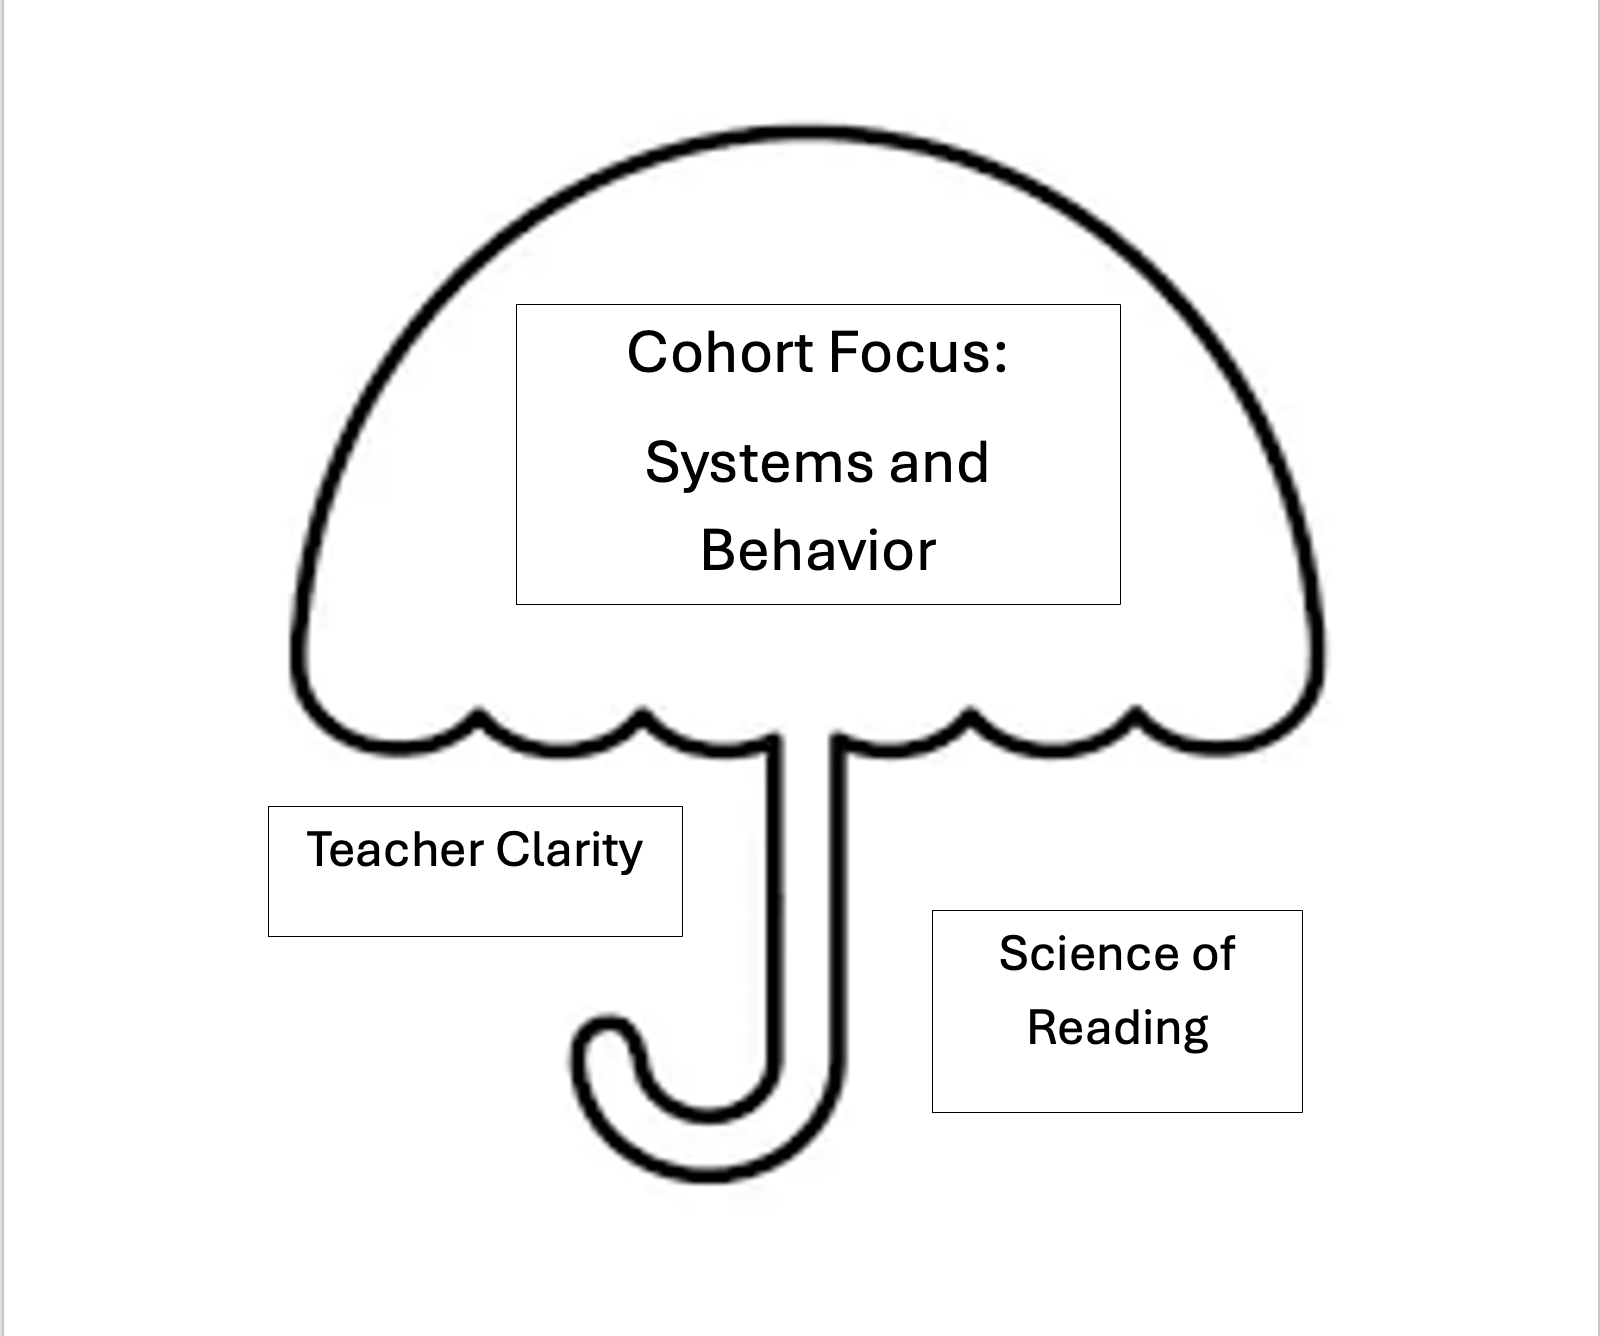 Cohort Focus:
Systems and
Behavior
Teacher Clarity
Science of
Reading